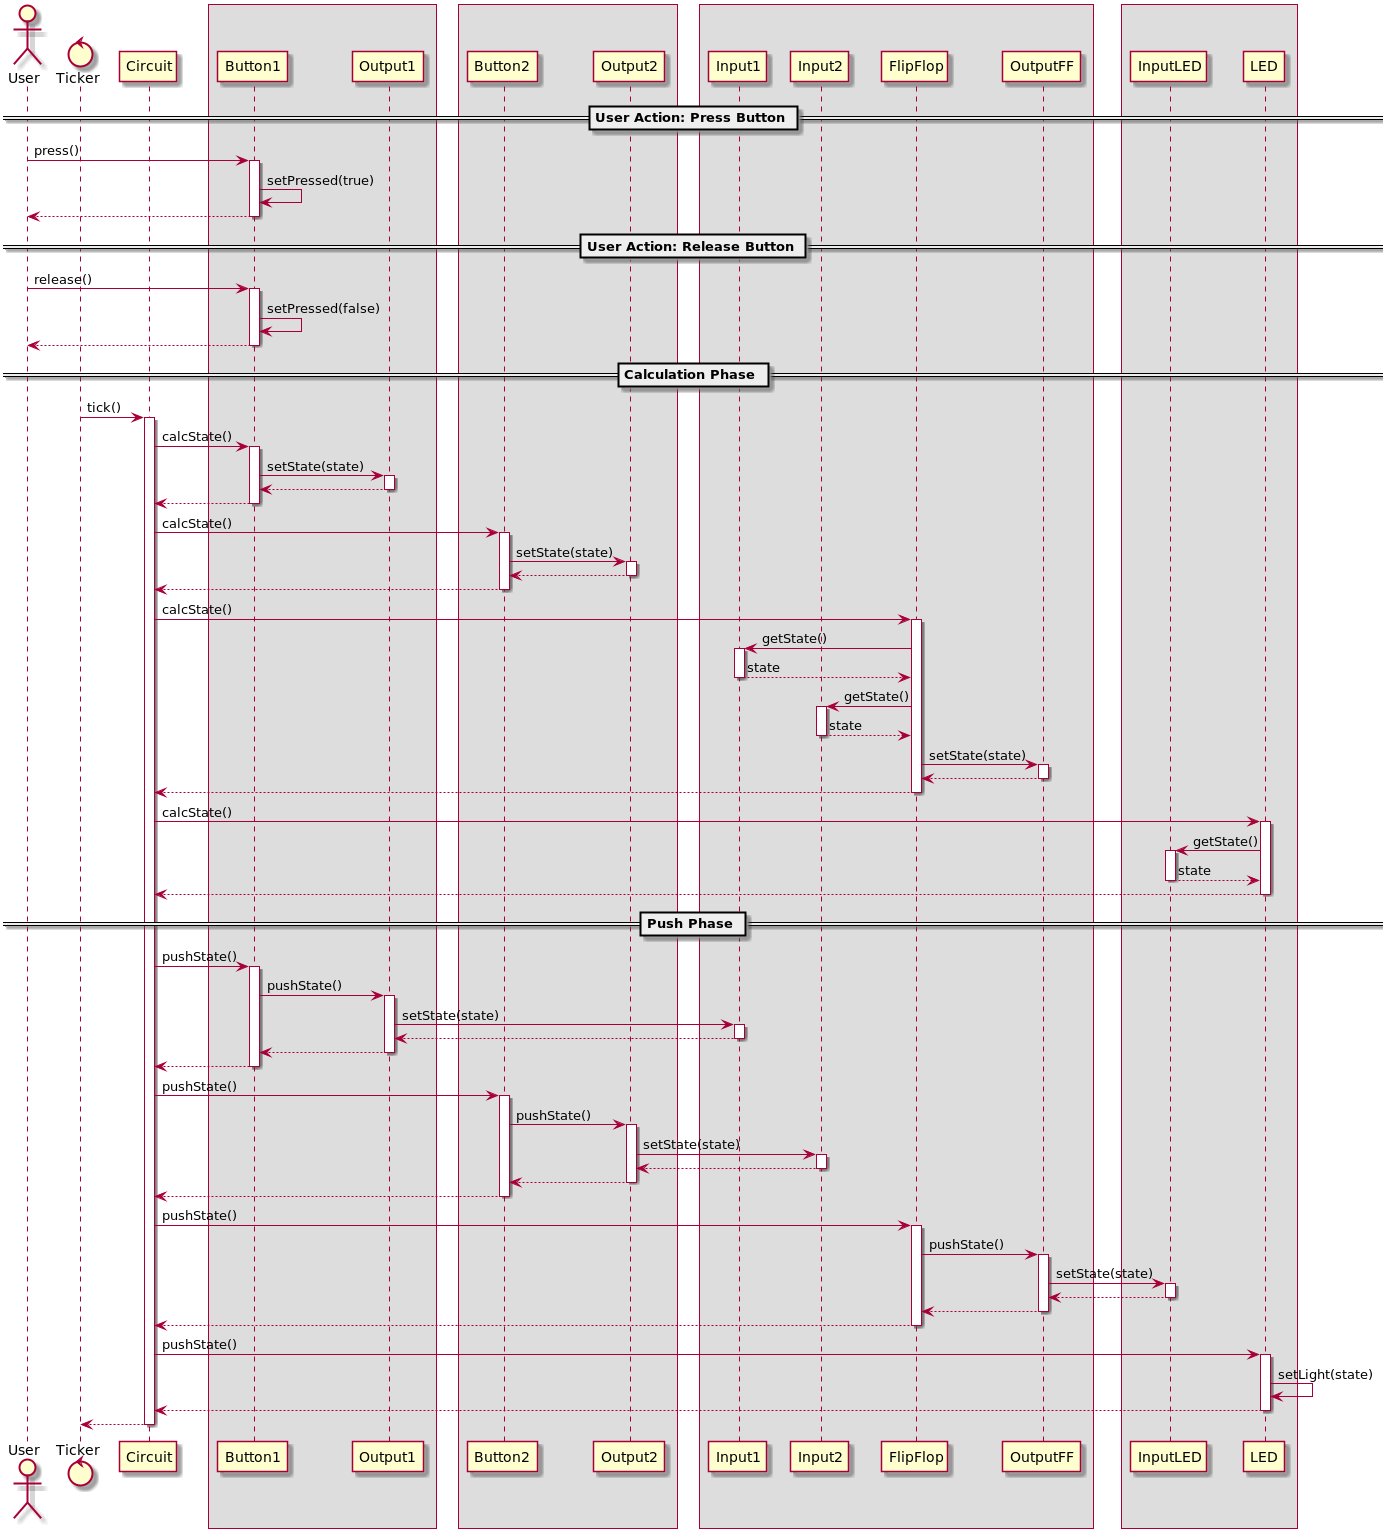 User
Ticker
Circuit
Button1
Output1
Button2
Output2
Input1
Input2
FlipFlop
OutputFF
InputLED
LED
User Action: Press Button
press()
setPressed(true)
User Action: Release Button
release()
setPressed(false)
Calculation Phase
tick()
calcState()
setState(state)
calcState()
setState(state)
calcState()
getState()
state
getState()
state
setState(state)
calcState()
getState()
state
Push Phase
pushState()
pushState()
setState(state)
pushState()
pushState()
setState(state)
pushState()
pushState()
setState(state)
pushState()
setLight(state)
User
Ticker
Circuit
Button1
Output1
Button2
Output2
Input1
Input2
FlipFlop
OutputFF
InputLED
LED